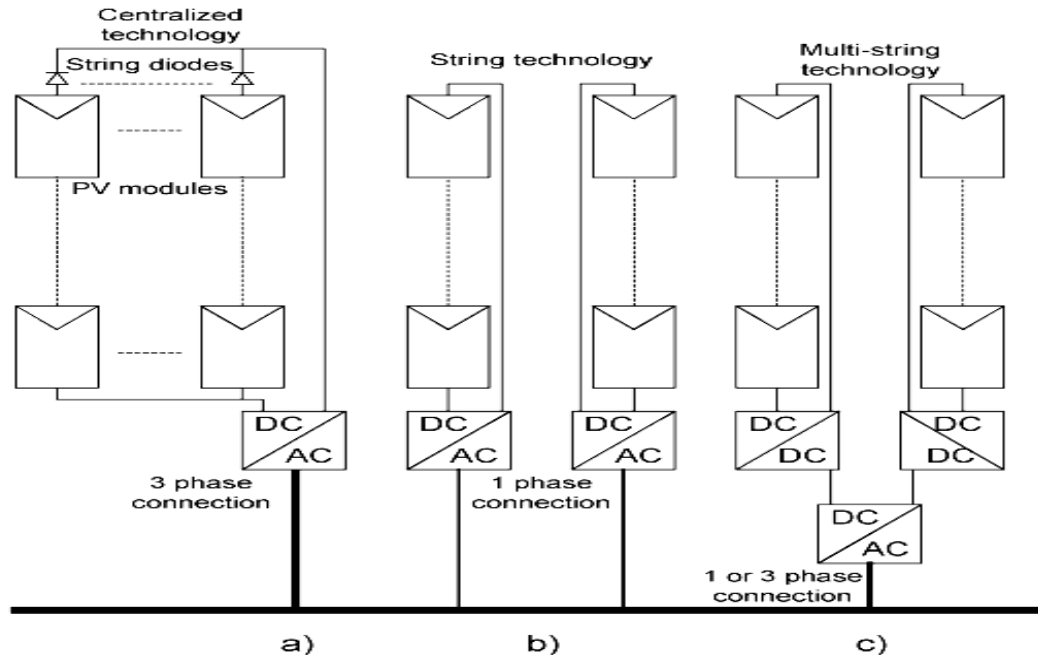 Centralized
technology
String diodes
PV modules
DC
AC
3 phase
connection
String technology
DC
AC
DC
AC
1 phase
connection
Multi-string
technology
DC
DC
DC
DC
DC
AC
1 or 3 phase
connection
a)
b)
c)